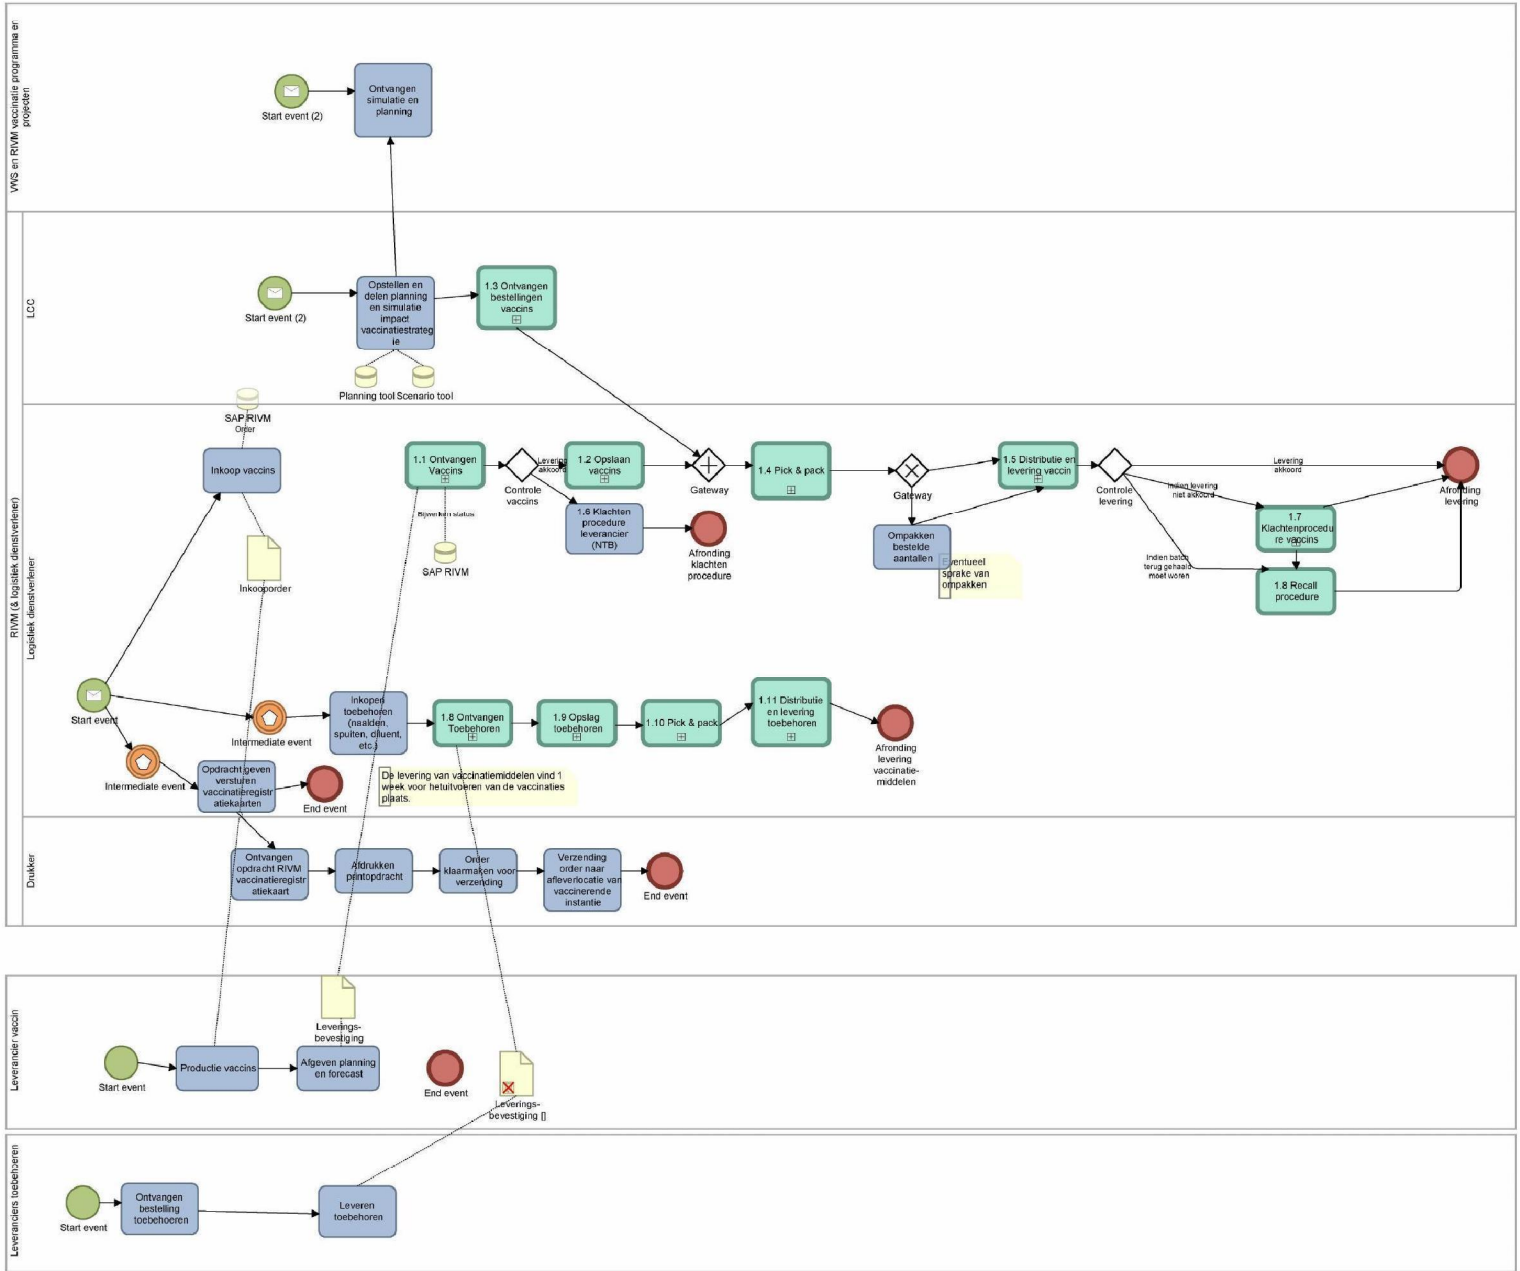 VWS en RIVM vaccinatie programma er
projecten
Start event (2)
Ontvangen
simulatie en
planning
RIVM (& logistiek dienstverlener)
LCC
Start event (2)
Opstellen en
delen planning
en simulatie
impact
vaccinatiestrateg
ie
1.3 Ontvangen
bestellingen
vaccins
Planning tool
Scenario tool
Logistiek dienstverlener
SAP RIVM
Order
Inkoop vaccins
Inkooporder
1.1 Ontvangen
Vaccins
Bijwerken status
SAP RIVM
Controle
vaccins
Levering
akkoord
1.2 Opslaan
vaccins
1.6 Klachten
procedure
leverancier
(NTB)
Afronding
klachten
procedure
Gateway
1.4 Pick & pack
Gateway
Ompakken
bestelde
aantallen
Eventueel
sprake van
ompakken
1.5 Distributie en
levering vaccin
Controle
levering
Levering
akkoord
Indien levering
niet akkoord
Indien batch
terug gehaald
moet woren
1.7
Klachtenprocedu
re vaccins
1.8 Recall
procedure
Afronding
levering
Start event
Intermediate event
Inkopen
toebehoren
(naalden,
spuiten, diluent,
etc.)
1.8 Ontvangen
Toebehoren
1.9 Opslag
toebehoren
1.10 Pick & pack
1.11 Distributie
en levering
toebehoren
Afronding
levering
vaccinatie-
middelen
Intermediate event
Opdracht geven
versturen
vaccinatieregistr
atiekaarten
End event
De levering van vaccinatiemiddelen vind 1
week voor hetuitvoeren van de vaccinaties
plaats.
Drukker
Ontvangen
opdracht RIVM
vaccinatieregistr
atiekaart
Afdrukken
printopdracht
Order
klaarmaken voor
verzending
Verzending
order naar
afleverlocatie van
vaccinerende
instantie
End event
Leverancier vaccin
Start event
Productie vaccins
Leverings-
bevestiging
Afgeven planning
en forecast
End event
Leverings-
bevestiging []
Leveranciers toebehoeren
Start event
Ontvangen
bestelling
toebehoeren
Leveren
toebehoren